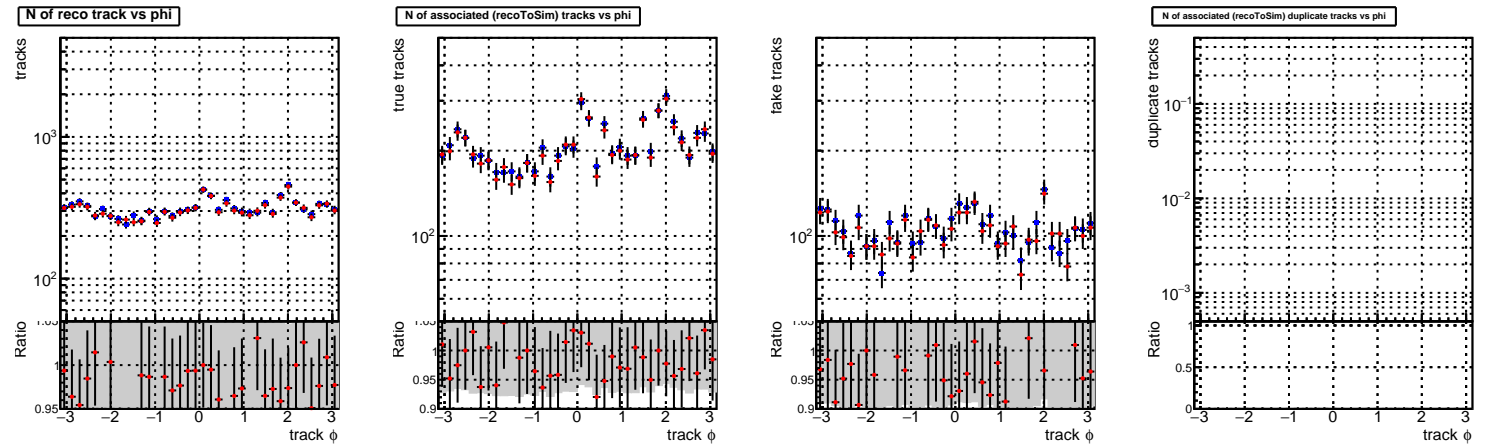 N of reco track vs phi
tracks
10³
10²
Ratio
1.05
1
0.95
−3 −2 −1 0 1 2 3
track ϕ
N of associated (recoToSim) tracks vs phi
true tracks
10²
Ratio
1
0.95
0.9
−3 −2 −1 0 1 2 3
track ϕ
fake tracks
10²
Ratio
1
0.95
0.9
−3 −2 −1 0 1 2 3
track ϕ
N of associated (recoToSim) duplicate tracks vs phi
duplicate tracks
10⁻¹
10⁻²
10⁻³
Ratio
1
0.5
0
−3 −2 −1 0 1 2 3
track ϕ